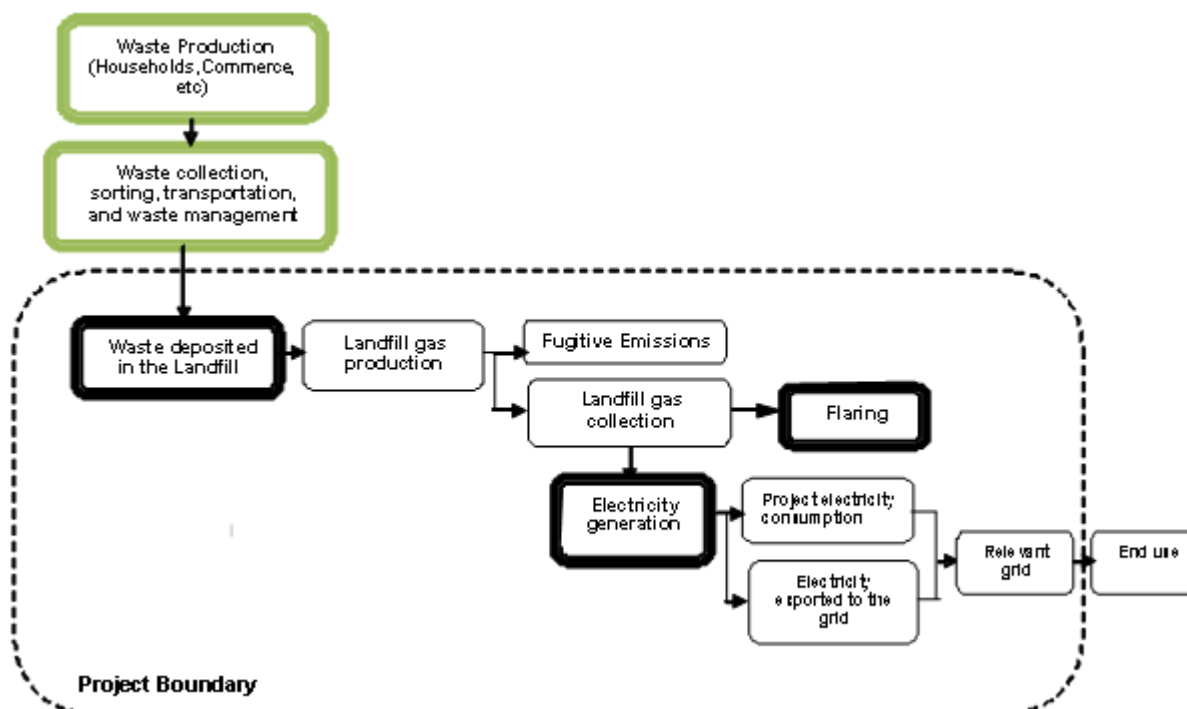 Waste Production
(Households, Commerce,
etc)
Waste collection,
sorting, transportation,
and waste management
Waste deposited
in the Landfill
Landfill gas
production
Fugitive Emissions
Landfill gas
collection
Flaring
Electricity
generation
Project electricity
consumption
Electricity
exported to the
grid
Relevant
grid
End use
Project Boundary